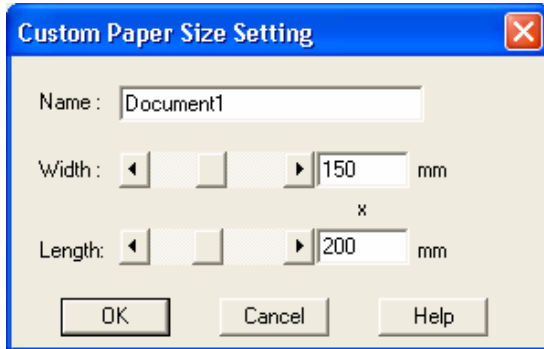 Custom Paper Size Setting
Name : Document1
Width : 150 mm
x
Length: 200 mm
OK Cancel Help